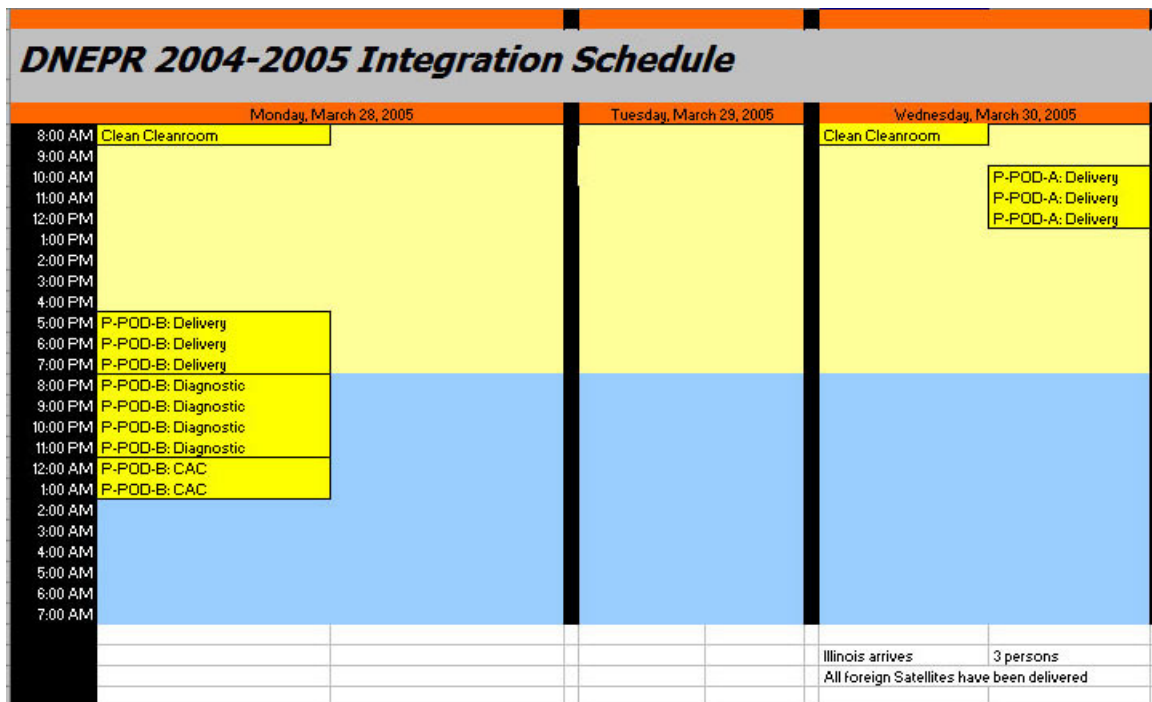 DNEPR 2004-2005 Integration Schedule
Monday, March 28, 2005 Tuesday, March 29, 2005 Wednesday, March 30, 2005
8:00 AM Clean Cleanroom Clean Cleanroom
9:00 AM
10:00 AM P-POD-A: Delivery
11:00 AM P-POD-A: Delivery
12:00 PM P-POD-A: Delivery
1:00 PM
2:00 PM
3:00 PM
4:00 PM
5:00 PM P-POD-B: Delivery
6:00 PM P-POD-B: Delivery
7:00 PM P-POD-B: Delivery
8:00 PM P-POD-B: Diagnostic
9:00 PM P-POD-B: Diagnostic
10:00 PM P-POD-B: Diagnostic
11:00 PM P-POD-B: Diagnostic
12:00 AM P-POD-B: CAC
1:00 AM P-POD-B: CAC
2:00 AM
3:00 AM
4:00 AM
5:00 AM
6:00 AM
7:00 AM
Illinois arrives 3 persons
All foreign Satellites have been delivered